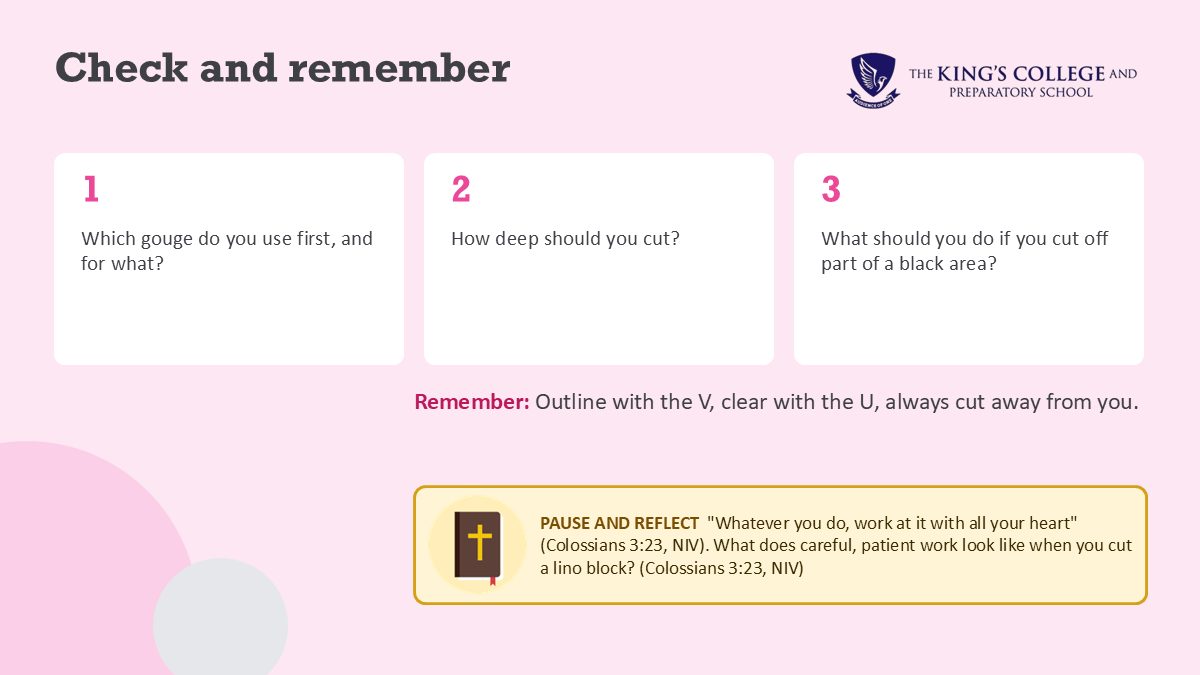 Check and remember
THE KING'S COLLEGE AND
PREPARATORY SCHOOL
AUDIENCE OF ONE
1
Which gouge do you use first, and
for what?
2
How deep should you cut?
3
What should you do if you cut off
part of a black area?
Remember: Outline with the V, clear with the U, always cut away from you.
PAUSE AND REFLECT "Whatever you do, work at it with all your heart"
(Colossians 3:23, NIV). What does careful, patient work look like when you cut
a lino block? (Colossians 3:23, NIV)